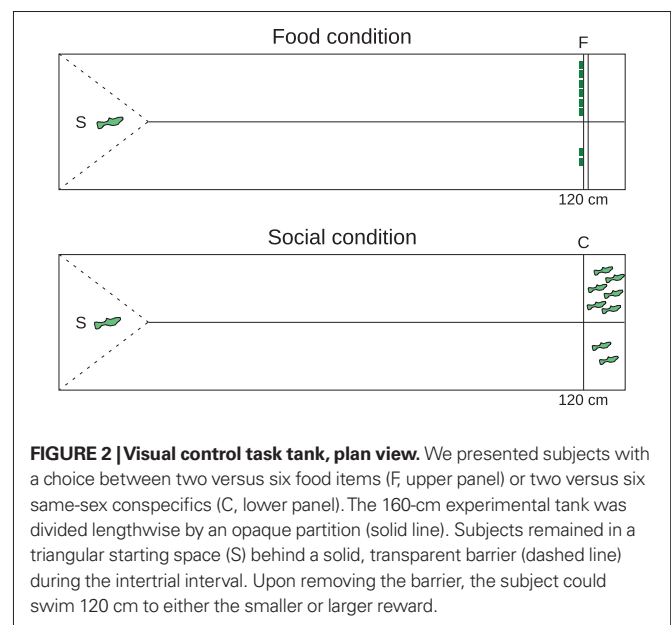 Food condition
F
S
120 cm
Social condition
C
S
120 cm
FIGURE 2 | Visual control task tank, plan view. We presented subjects with
a choice between two versus six food items (F, upper panel) or two versus six
same-sex conspecifics (C, lower panel). The 160-cm experimental tank was
divided lengthwise by an opaque partition (solid line). Subjects remained in a
triangular starting space (S) behind a solid, transparent barrier (dashed line)
during the intertrial interval. Upon removing the barrier, the subject could
swim 120 cm to either the smaller or larger reward.